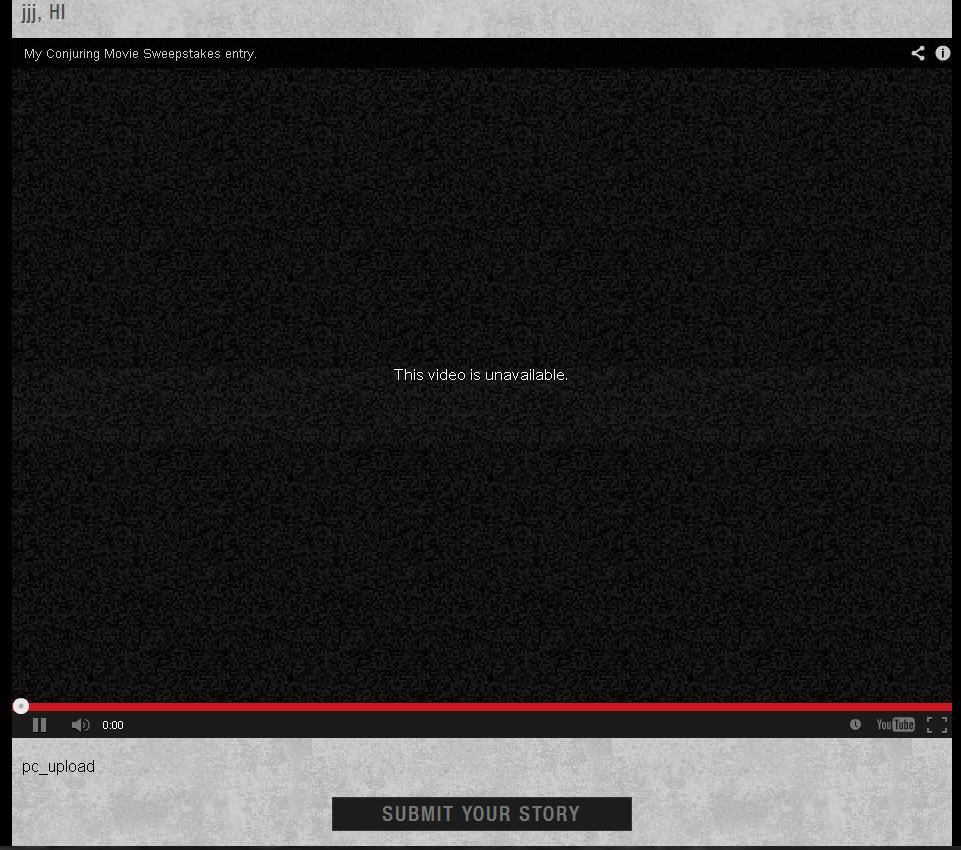 jjj, HI
My Conjuring Movie Sweepstakes entry.
This video is unavailable.
0:00
YouTube
pc_upload
SUBMIT YOUR STORY